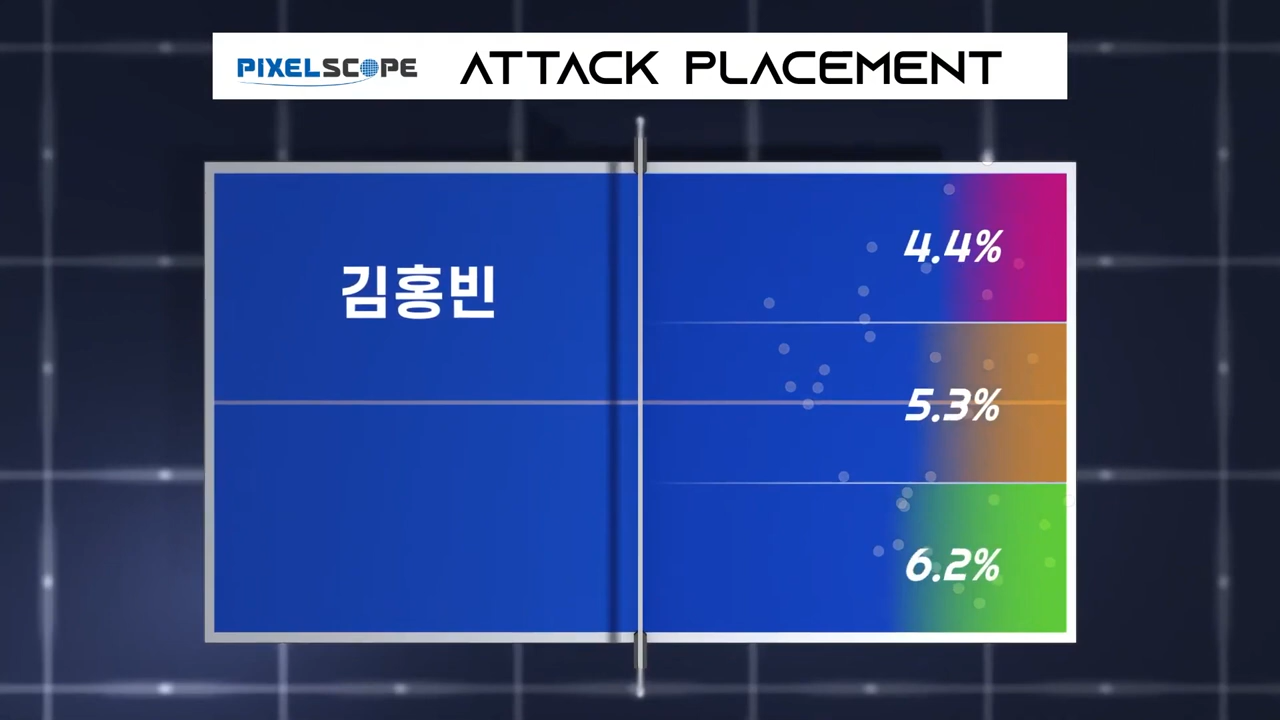 PIXELSCOPE ATTACK PLACEMENT
김홍빈
4.4%
5.3%
6.2%